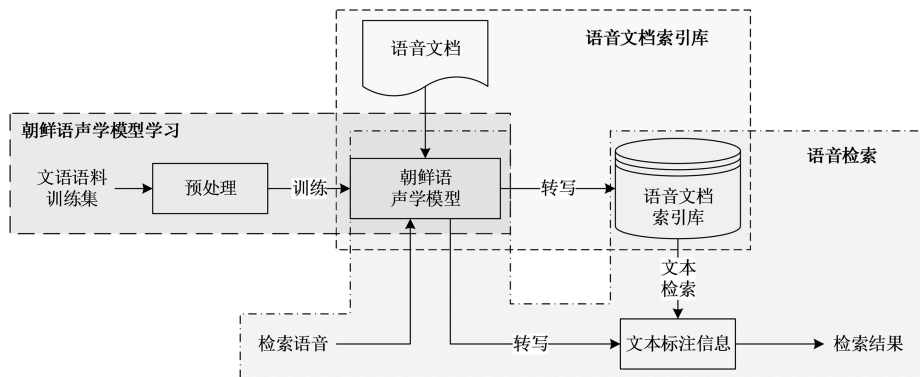 语音文档
语音文档索引库
朝鲜语声学模型学习
语音检索
文语语料
训练集
预处理
训练
朝鲜语
声学模型
转写
语音文档
索引库
文本
检索
检索语音
转写
文本标注信息
检索结果